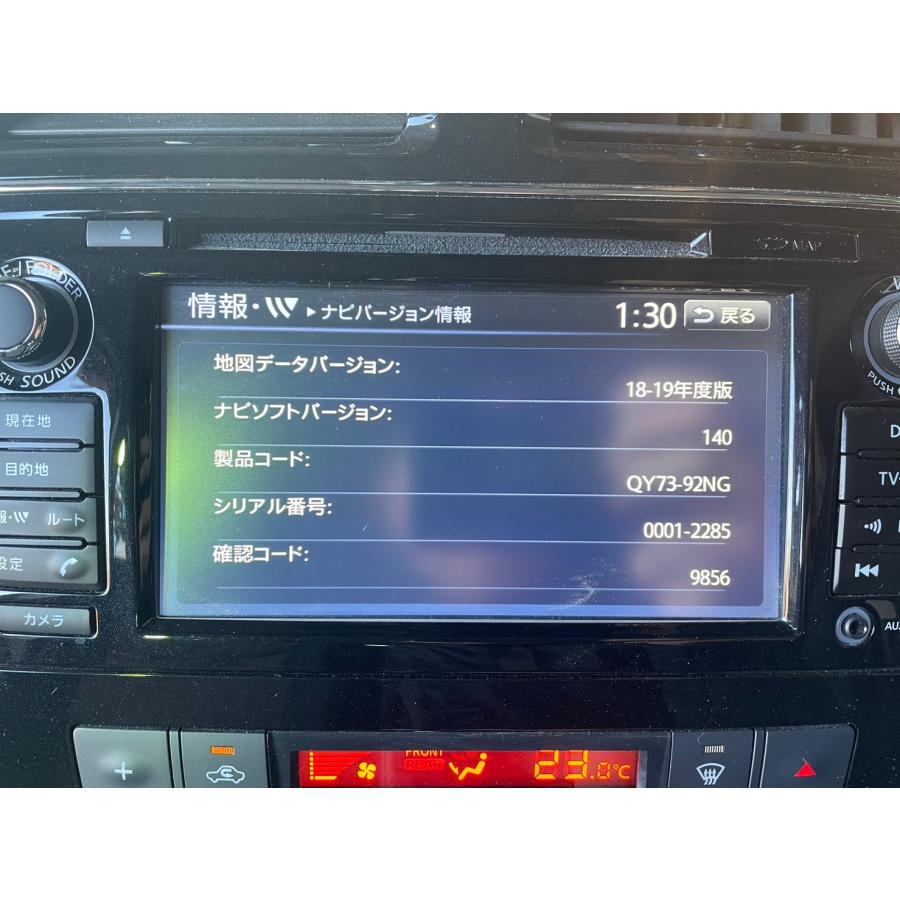 MAP
FOLDER
情報・ ▶ナビバージョン情報 1:30 戻る
PUSH SOUND
PUSH
地図データバージョン:
18-19年度版
現在地
ナビソフトバージョン:
140
目的地
製品コード:
QY73-92NG
TV
ルート
シリアル番号:
0001-2285
設定
確認コード:
9856
カメラ
AUX
FRONT
REAR
23.0℃